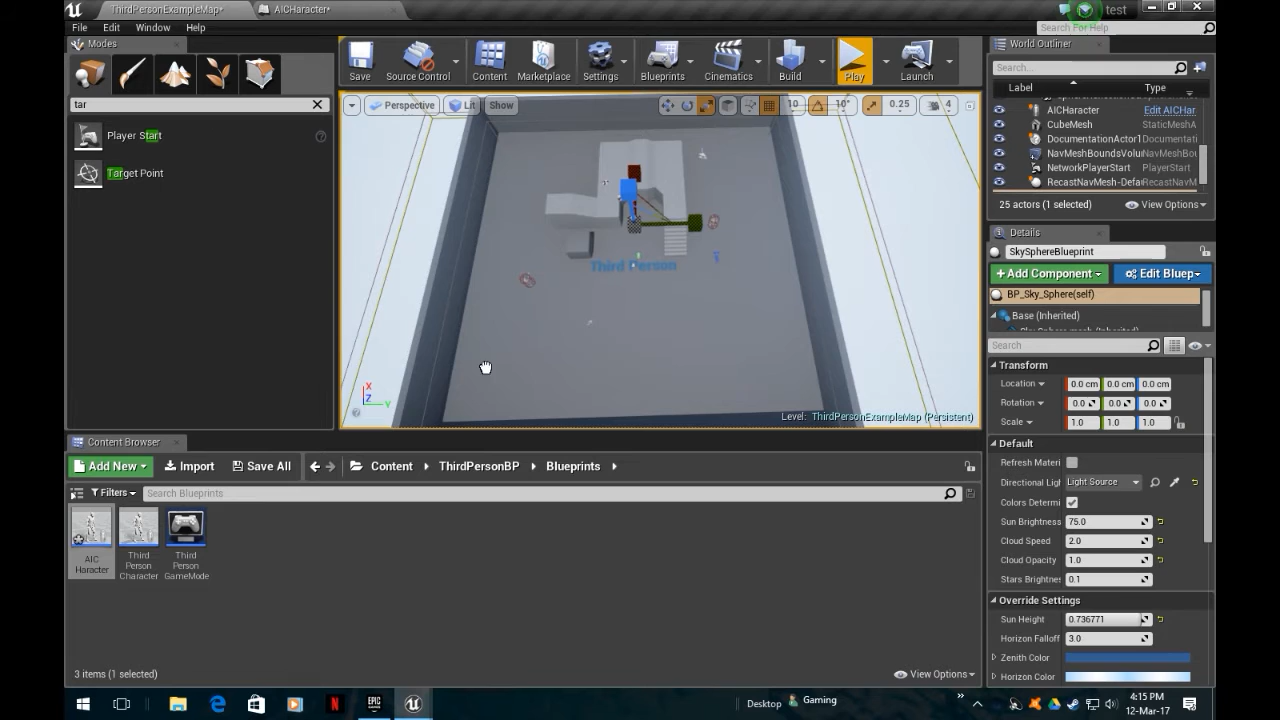 ThirdPersonExampleMap*
AICHaracter*
test
File Edit Window Help
Search For Help
Modes
tar
Player Start
Target Point
Save
Source Control
Content
Marketplace
Settings
Blueprints
Cinematics
Build
Play
Launch
Perspective
Lit
Show
10
10°
0.25
4
Third Person
X
Z
Y
Level: ThirdPersonExampleMap (Persistent)
World Outliner
Search...
Label Type
AICHaracter Edit AICHar
CubeMesh StaticMeshA
DocumentationActor1 Documentatio
NavMeshBoundsVolun NavMeshBou
NetworkPlayerStart PlayerStart
RecastNavMesh-Defa RecastNavM
25 actors (1 selected)
View Options
Details
SkySphereBlueprint
+ Add Component
Edit Bluep
BP_Sky_Sphere(self)
Base (Inherited)
Search
Transform
Location 0.0 cm 0.0 cm 0.0 cm
Rotation 0.0 0.0 0.0
Scale 1.0 1.0 1.0
Default
Refresh Materi
Directional Ligh Light Source
Colors Determi
Sun Brightness 75.0
Cloud Speed 2.0
Cloud Opacity 1.0
Stars Brightne 0.1
Override Settings
Sun Height 0.736771
Horizon Falloff 3.0
Zenith Color
Horizon Color
Content Browser
Add New
Import
Save All
Content
ThirdPersonBP
Blueprints
Filters
Search Blueprints
AIC
Haracter
Third
Person
Character
Third
Person
GameMode
3 items (1 selected)
View Options
EPIC
GAMES
Desktop
Gaming
4:15 PM
12-Mar-17